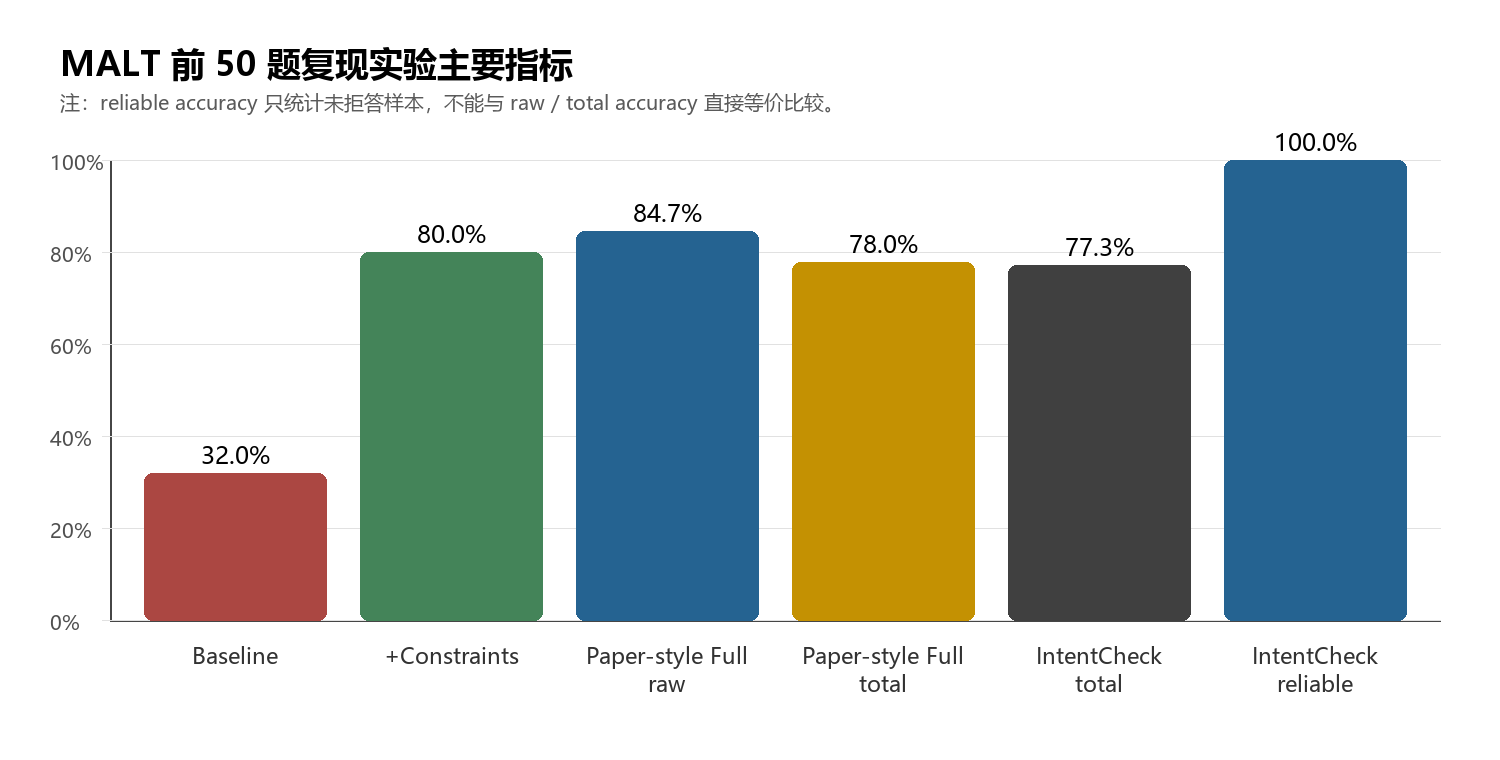 MALT 前 50 题复现实验主要指标
注：reliable accuracy 只统计未拒答样本，不能与 raw / total accuracy 直接等价比较。
100%
80%
60%
40%
20%
0%
32.0%
80.0%
84.7%
78.0%
77.3%
100.0%
Baseline
+Constraints
Paper-style Full
raw
Paper-style Full
total
IntentCheck
total
IntentCheck
reliable